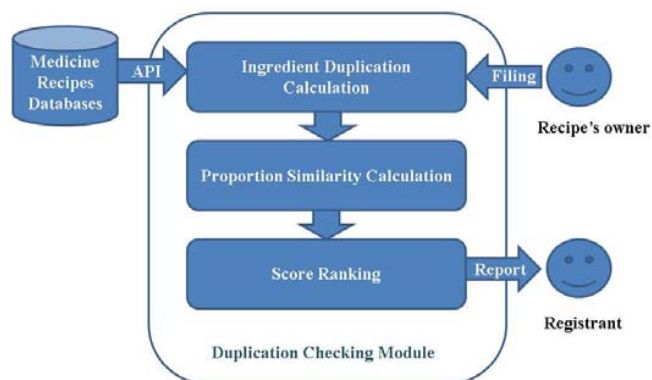 Medicine
Recipes
Databases
API
Ingredient Duplication
Calculation
Filing
Recipe's owner
Proportion Similarity Calculation
Score Ranking
Report
Registrant
Duplication Checking Module